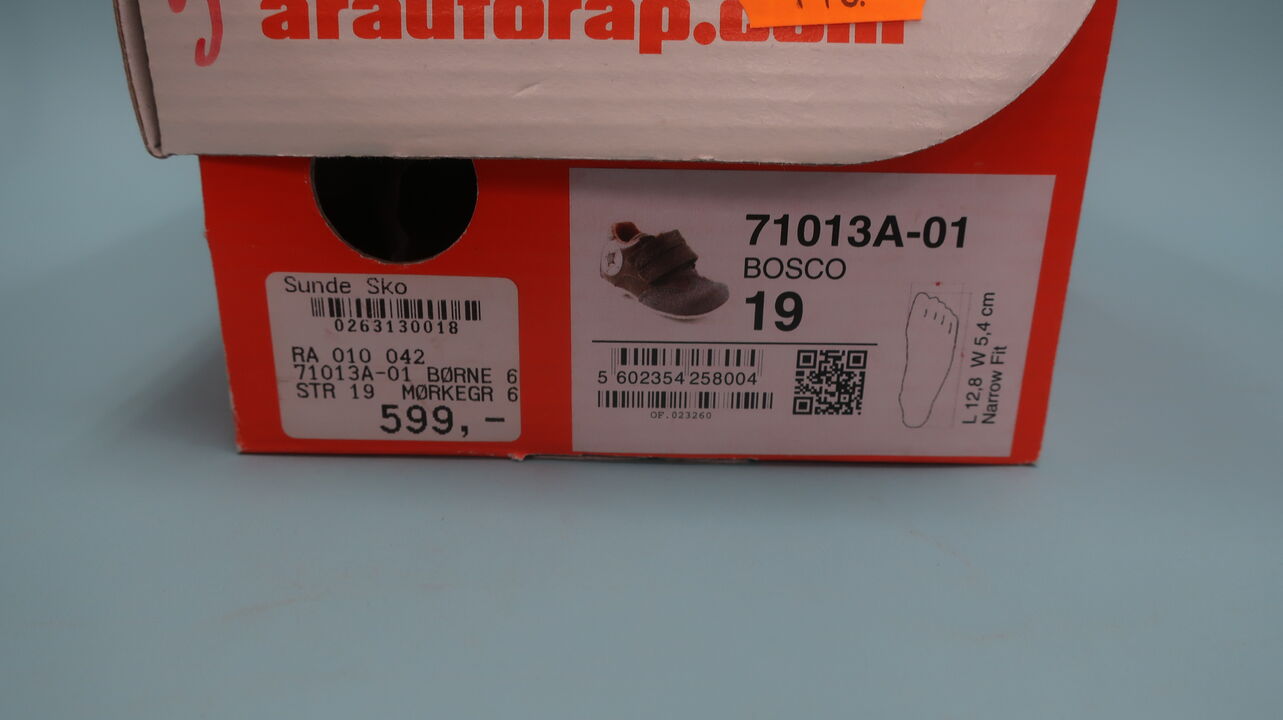 arautorap.com
Sunde Sko
0263130018
RA 010 042
71013A-01 BØRNE 6
STR 19 MØRKEGR 6
599,-
71013A-01
BOSCO
19
5 602354 258004
OF.023260
L 12,8 W 5,4 cm
Narrow Fit